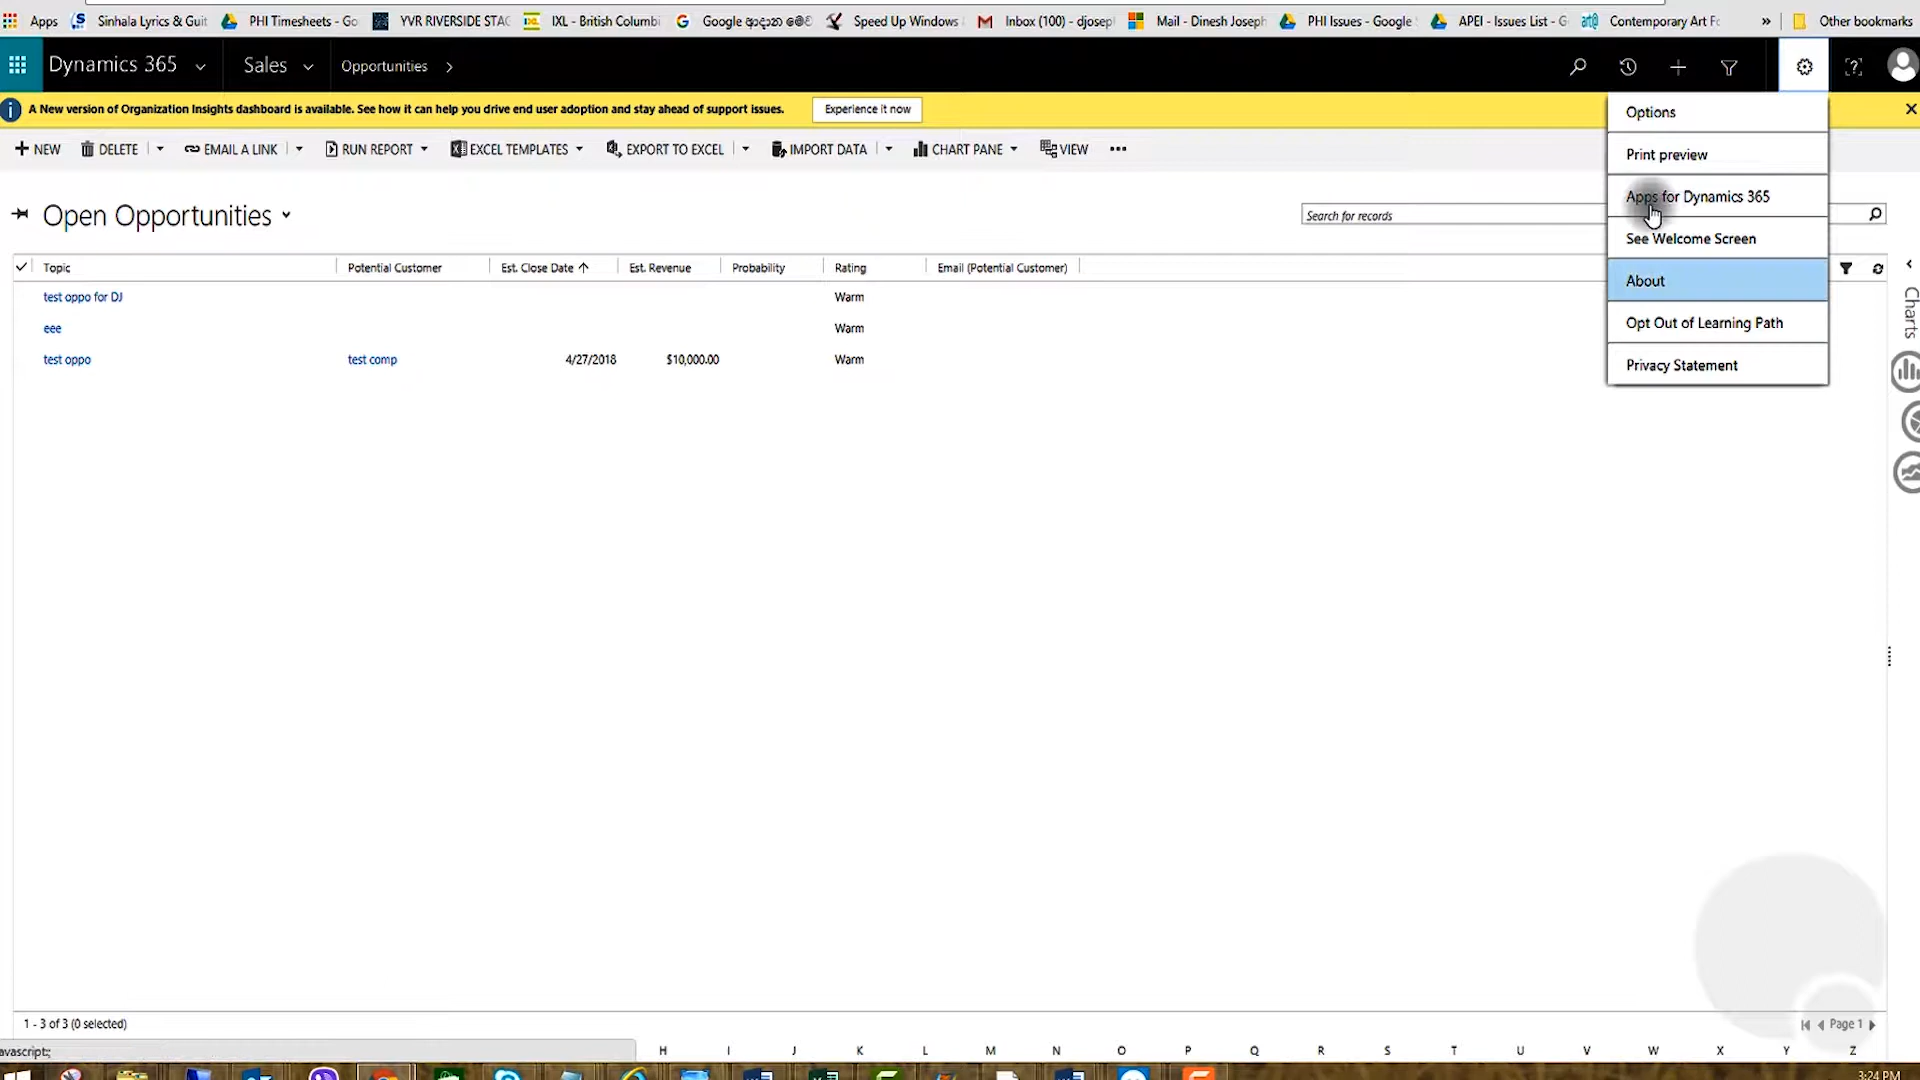 Apps Sinhala Lyrics & Guit PHI Timesheets - Go YVR RIVERSIDE STAC IXL - British Columbi Google ආදාන මෙව Speed Up Windows Inbox (100) - djosep Mail - Dinesh Joseph PHI Issues - Google APEI - Issues List - G Contemporary Art Fo » Other bookmarks
Dynamics 365 Sales Opportunities
A New version of Organization Insights dashboard is available. See how it can help you drive end user adoption and stay ahead of support issues. Experience it now
Options
NEW DELETE EMAIL A LINK RUN REPORT EXCEL TEMPLATES EXPORT TO EXCEL IMPORT DATA CHART PANE VIEW
Print preview
Apps for Dynamics 365
Open Opportunities Search for records
See Welcome Screen
Topic Potential Customer Est. Close Date Est. Revenue Probability Rating Email (Potential Customer)
About
test oppo for DJ Warm
Opt Out of Learning Path
eee Warm
test oppo test comp 4/27/2018 $10,000.00 Warm
Privacy Statement
Charts
1 - 3 of 3 (0 selected) Page 1
avascript:; H I J K L M N O P Q R S T U V W X Y Z
3:24 PM